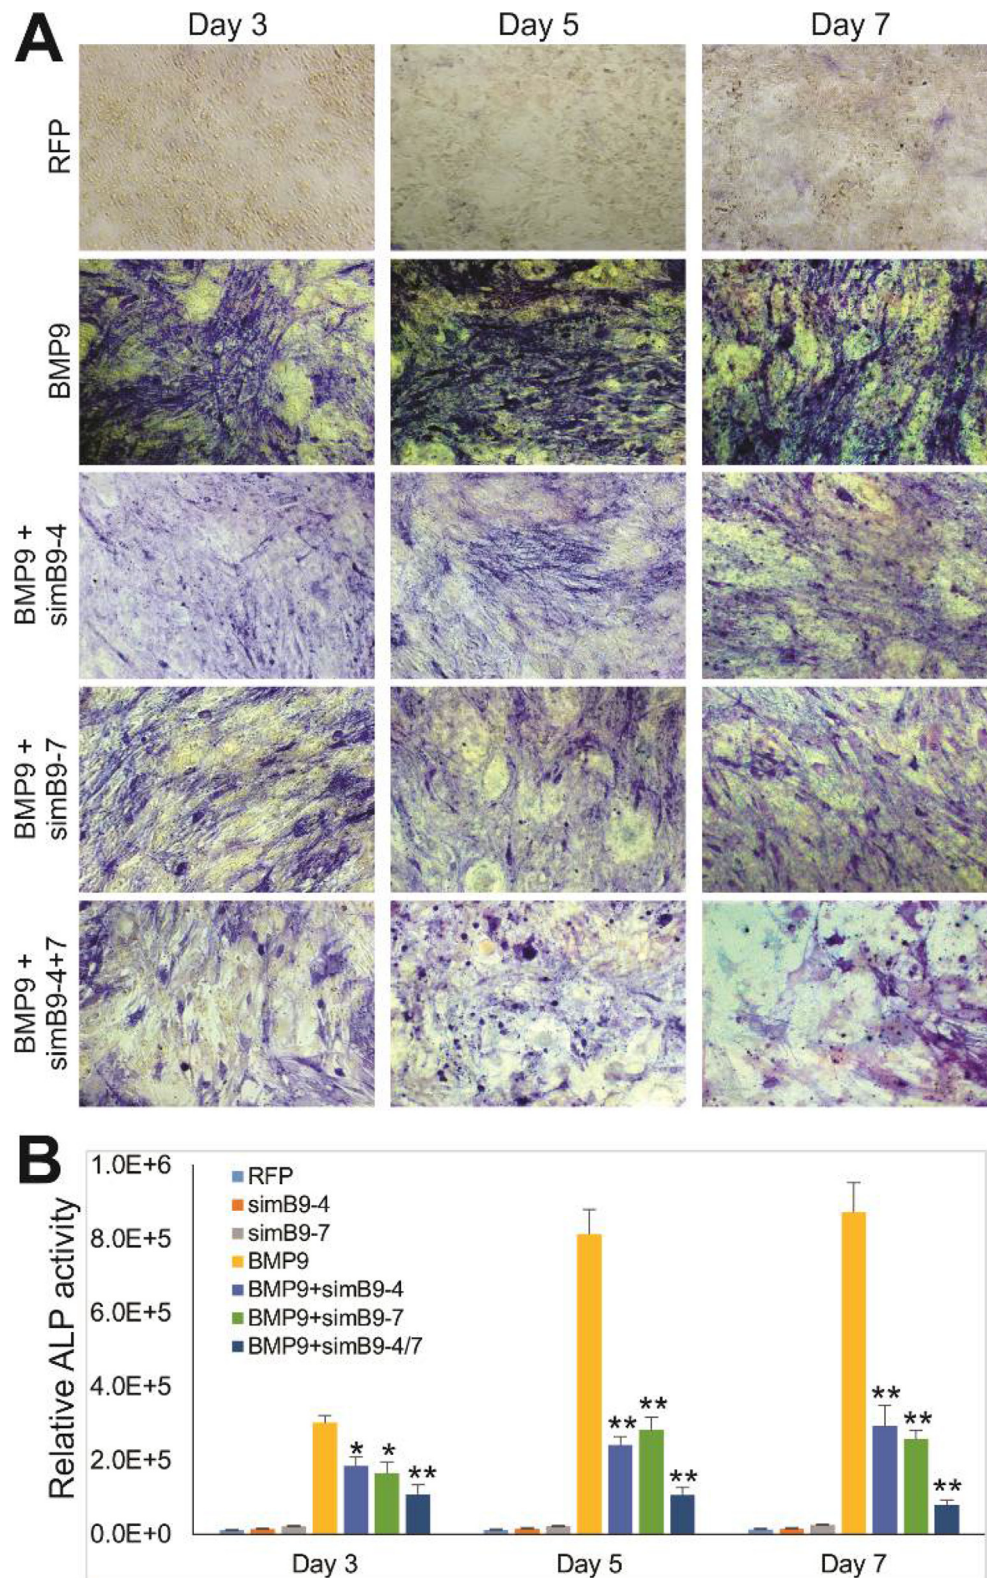 A
Day 3 Day 5 Day 7
RFP
BMP9
BMP9 +
simB9-4
BMP9 +
simB9-7
BMP9 +
simB9-4+7
B
Relative ALP activity
1.0E+6
8.0E+5
6.0E+5
4.0E+5
2.0E+5
0.0E+0
RFP
simB9-4
simB9-7
BMP9
BMP9+simB9-4
BMP9+simB9-7
BMP9+simB9-4/7
* * **
** ** **
** ** **
Day 3 Day 5 Day 7